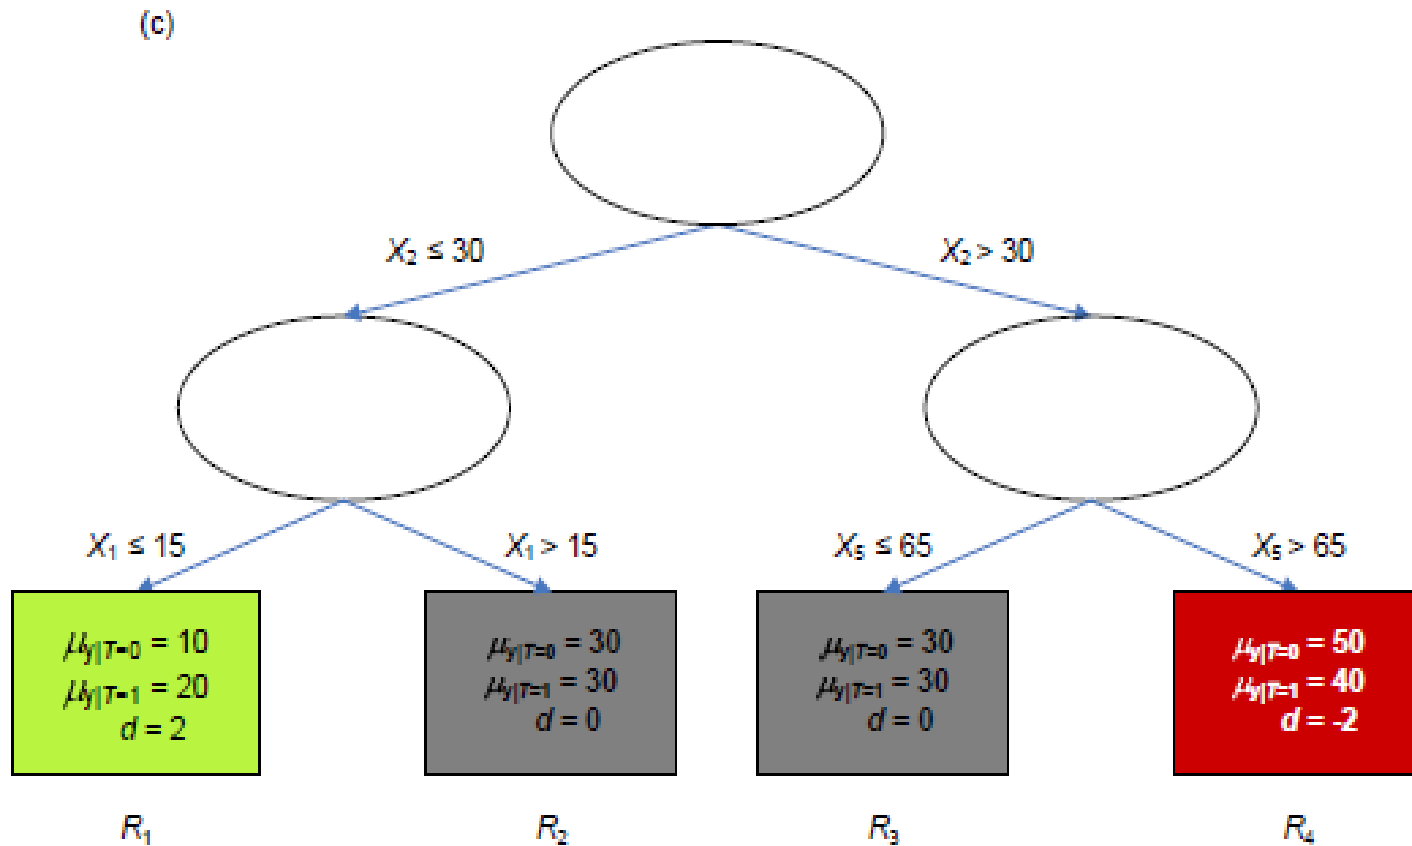 (c)
X₂ ≤ 30
X₂ > 30
X₁ ≤ 15
X₁ > 15
X₅ ≤ 65
X₅ > 65
μy|T=0 = 10
μy|T=1 = 20
d = 2
μy|T=0 = 30
μy|T=1 = 30
d = 0
μy|T=0 = 30
μy|T=1 = 30
d = 0
μy|T=0 = 50
μy|T=1 = 40
d = -2
R₁
R₂
R₃
R₄